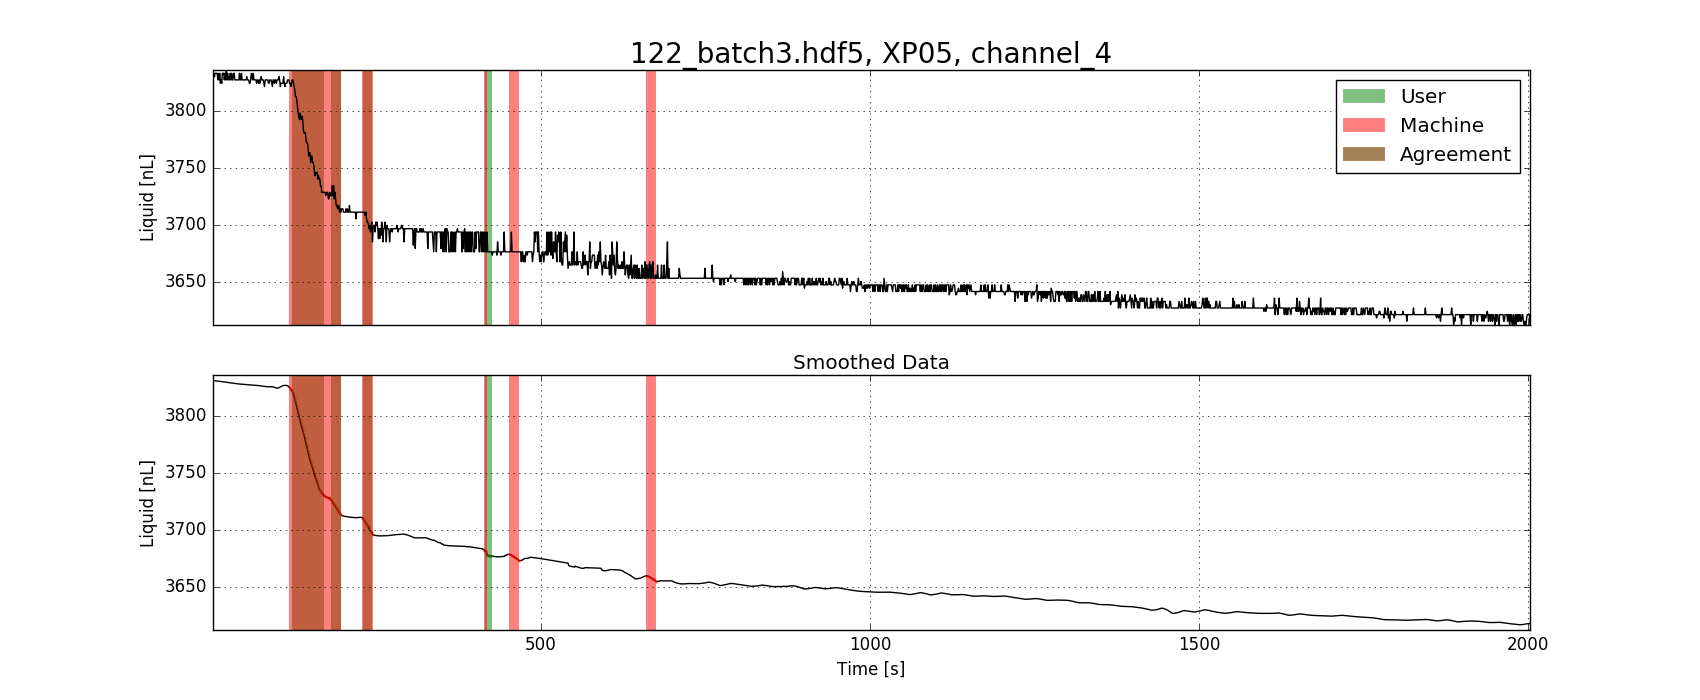 122_batch3.hdf5, XP05, channel_4
3800
3750
3700
3650
Liquid [nL]
User
Machine
Agreement
Smoothed Data
3800
3750
3700
3650
Liquid [nL]
500
1000
1500
2000
Time [s]